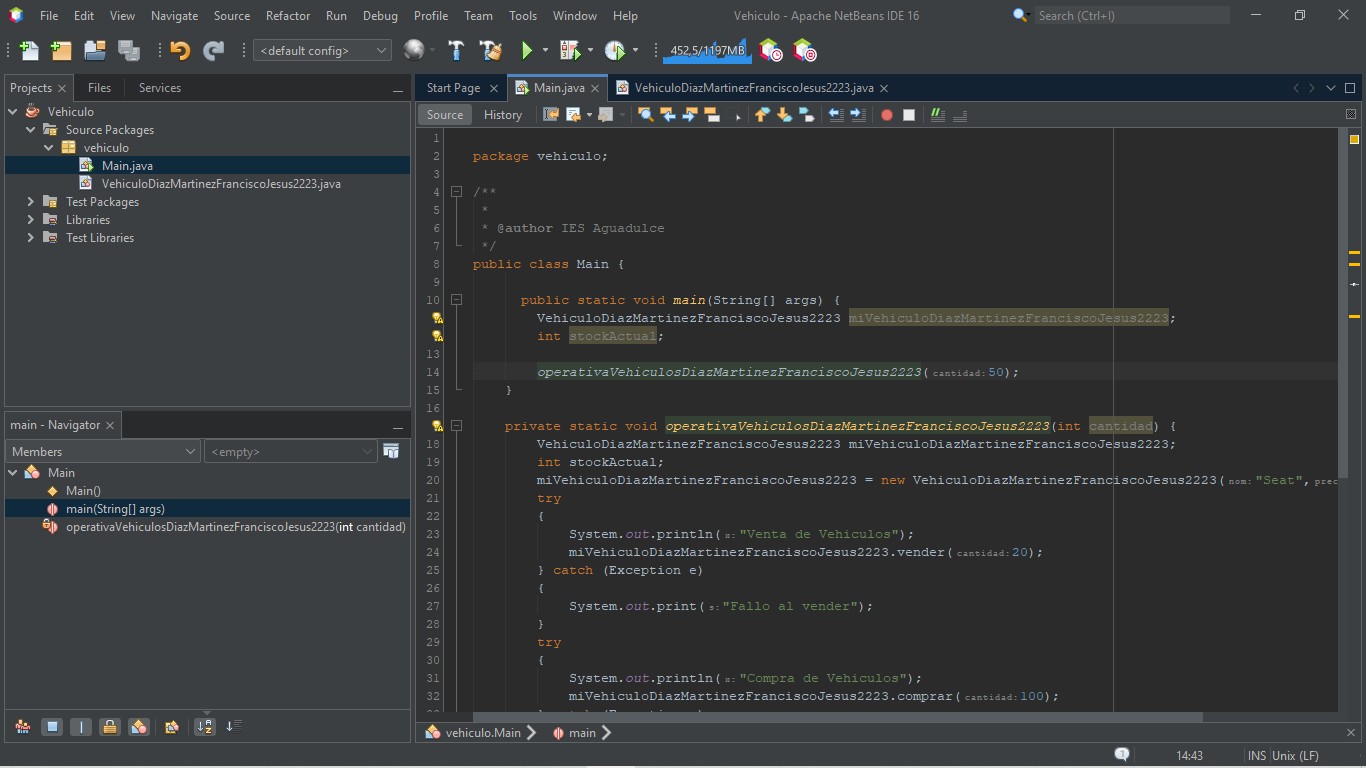 File Edit View Navigate Source Refactor Run Debug Profile Team Tools Window Help Vehiculo - Apache NetBeans IDE 16 Search (Ctrl+I)
<default config> 452,5/1197MB
Projects Files Services
Vehiculo
Source Packages
vehiculo
Main.java
VehiculoDiazMartinezFranciscoJesus2223.java
Test Packages
Libraries
Test Libraries
main - Navigator
Members <empty>
Main
Main()
main(String[] args)
operativaVehiculosDiazMartinezFranciscoJesus2223(int cantidad)
Start Page Main.java VehiculoDiazMartinezFranciscoJesus2223.java
Source History
1
2 package vehiculo;
3
4 /**
5 *
6 * @author IES Aguadulce
7 */
8 public class Main {
9
10 public static void main(String[] args) {
VehiculoDiazMartinezFranciscoJesus2223 miVehiculoDiazMartinezFranciscoJesus2223;
int stockActual;
13
14 operativaVehiculosDiazMartinezFranciscoJesus2223(cantidad:50);
15 }
16
private static void operativaVehiculosDiazMartinezFranciscoJesus2223(int cantidad) {
18 VehiculoDiazMartinezFranciscoJesus2223 miVehiculoDiazMartinezFranciscoJesus2223;
19 int stockActual;
20 miVehiculoDiazMartinezFranciscoJesus2223 = new VehiculoDiazMartinezFranciscoJesus2223(nom:"Seat", prec
21 try
22 {
23 System.out.println(s:"Venta de Vehiculos");
24 miVehiculoDiazMartinezFranciscoJesus2223.vender(cantidad:20);
25 } catch (Exception e)
26 {
27 System.out.print(s:"Fallo al vender");
28 }
29 try
30 {
31 System.out.println(s:"Compra de Vehiculos");
32 miVehiculoDiazMartinezFranciscoJesus2223.comprar(cantidad:100);
vehiculo.Main main
1 14:43 INS Unix (LF)